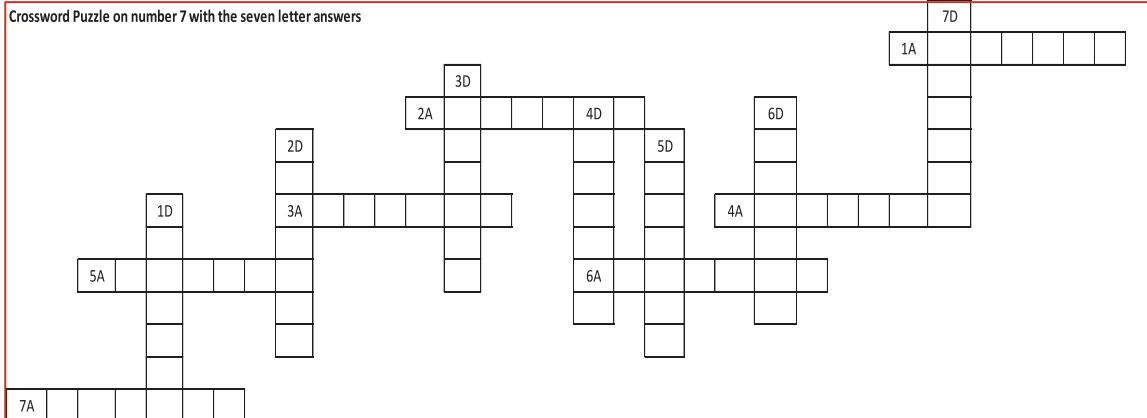 Crossword Puzzle on number 7 with the seven letter answers
7D
1A
3D
2A 4D 6D
2D 5D
1D 3A 4A
5A 6A
7A